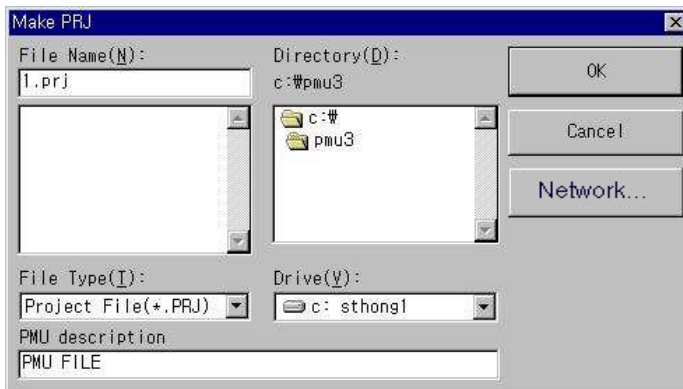 Make PRJ
File Name(N):
1.prj
Directory(D):
c:₩pmu3
c:₩
pmu3
OK
Cancel
Network...
File Type(T):
Project File(*.PRJ)
Drive(V):
c: sthong1
PMU description
PMU FILE